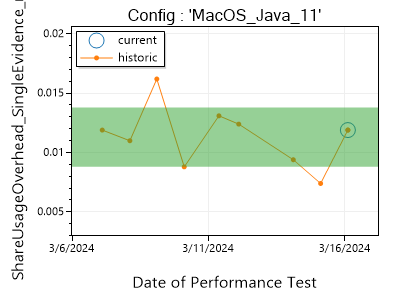 Config : 'MacOS_Java_11'
current
historic
0.02
0.015
0.01
0.005
3/6/2024
3/11/2024
3/16/2024
Date of Performance Test
ShareUsageOverhead_SingleEvidence_